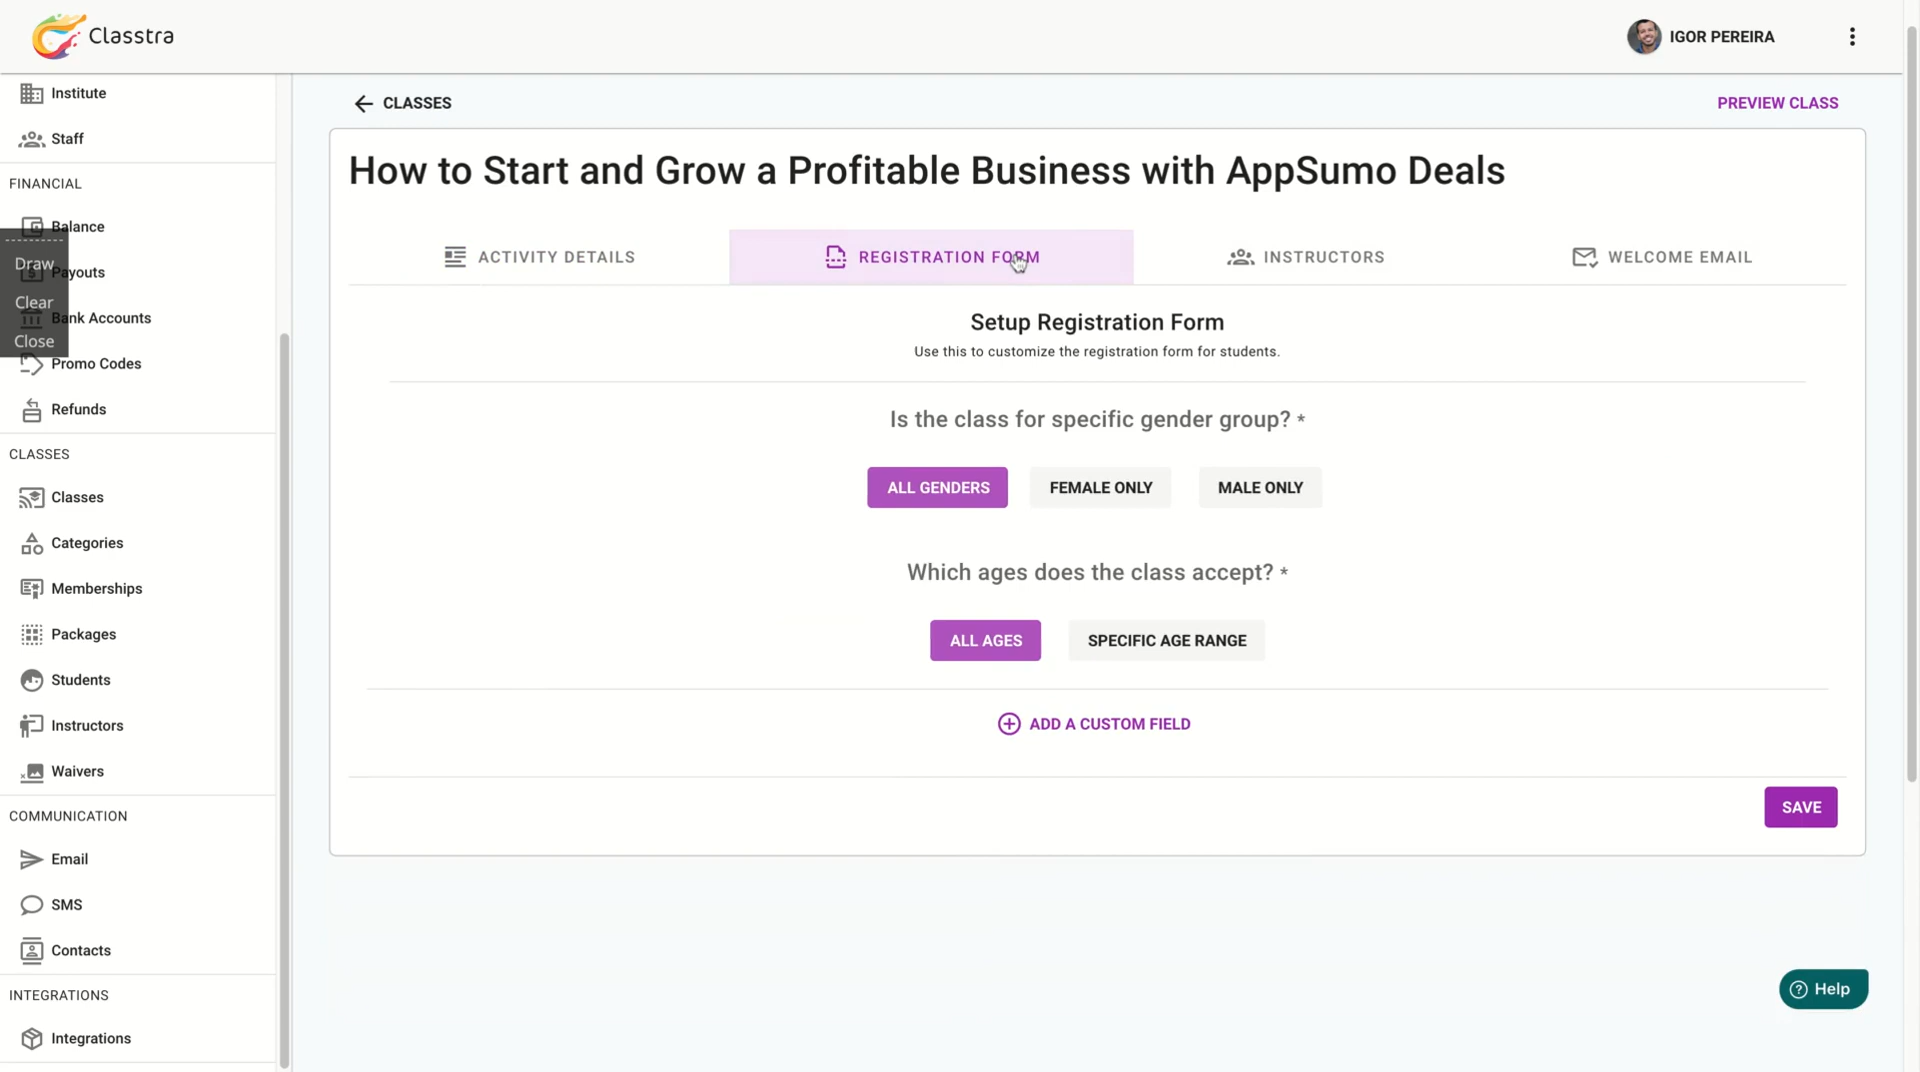 Classtra
IGOR PEREIRA
Institute
Staff
FINANCIAL
Balance
Payouts
Bank Accounts
Promo Codes
Refunds
Draw
Clear
Close
CLASSES
Classes
Categories
Memberships
Packages
Students
Instructors
Waivers
COMMUNICATION
Email
SMS
Contacts
INTEGRATIONS
Integrations
CLASSES
PREVIEW CLASS
How to Start and Grow a Profitable Business with AppSumo Deals
ACTIVITY DETAILS
REGISTRATION FORM
INSTRUCTORS
WELCOME EMAIL
Setup Registration Form
Use this to customize the registration form for students.
Is the class for specific gender group? *
ALL GENDERS
FEMALE ONLY
MALE ONLY
Which ages does the class accept? *
ALL AGES
SPECIFIC AGE RANGE
ADD A CUSTOM FIELD
SAVE
Help